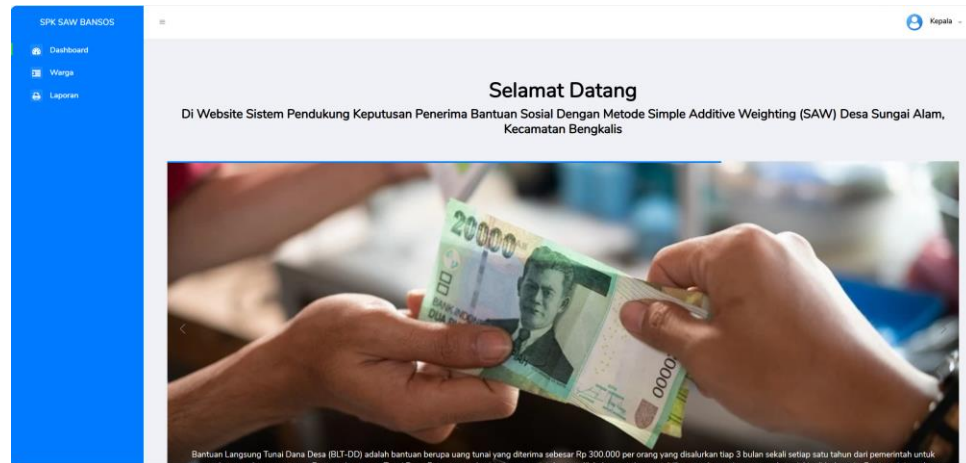 SPK SAW BANSOS
Kepala
Dashboard
Warga
Laporan
Selamat Datang
Di Website Sistem Pendukung Keputusan Penerima Bantuan Sosial Dengan Metode Simple Additive Weighting (SAW) Desa Sungai Alam,
Kecamatan Bengkalis
20000
BANK INDONESIA
Bantuan Langsung Tunai Dana Desa (BLT-DD) adalah bantuan berupa uang tunai yang diterima sebesar Rp 300.000 per orang yang disalurkan tiap 3 bulan sekali setiap satu tahun dari pemerintah untuk